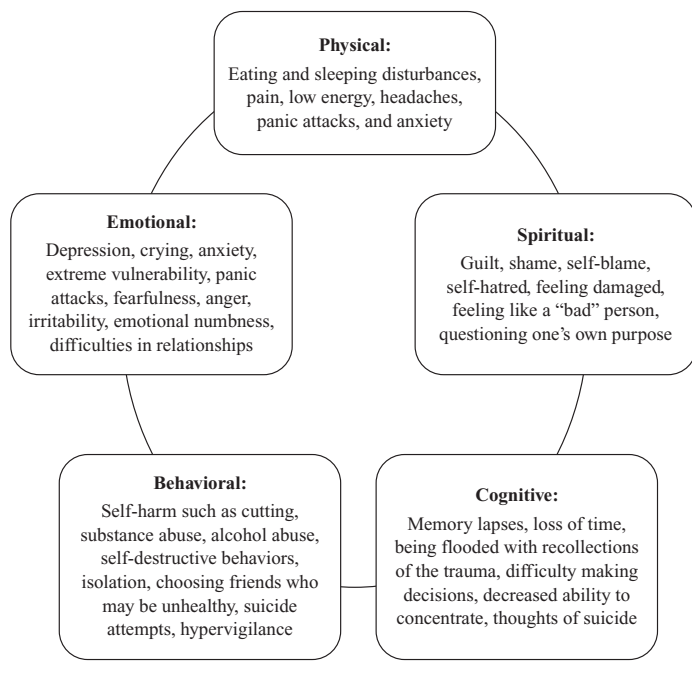 Physical:
Eating and sleeping disturbances,
pain, low energy, headaches,
panic attacks, and anxiety
Emotional:
Depression, crying, anxiety,
extreme vulnerability, panic
attacks, fearfulness, anger,
irritability, emotional numbness,
difficulties in relationships
Spiritual:
Guilt, shame, self-blame,
self-hatred, feeling damaged,
feeling like a “bad” person,
questioning one’s own purpose
Behavioral:
Self-harm such as cutting,
substance abuse, alcohol abuse,
self-destructive behaviors,
isolation, choosing friends who
may be unhealthy, suicide
attempts, hypervigilance
Cognitive:
Memory lapses, loss of time,
being flooded with recollections
of the trauma, difficulty making
decisions, decreased ability to
concentrate, thoughts of suicide